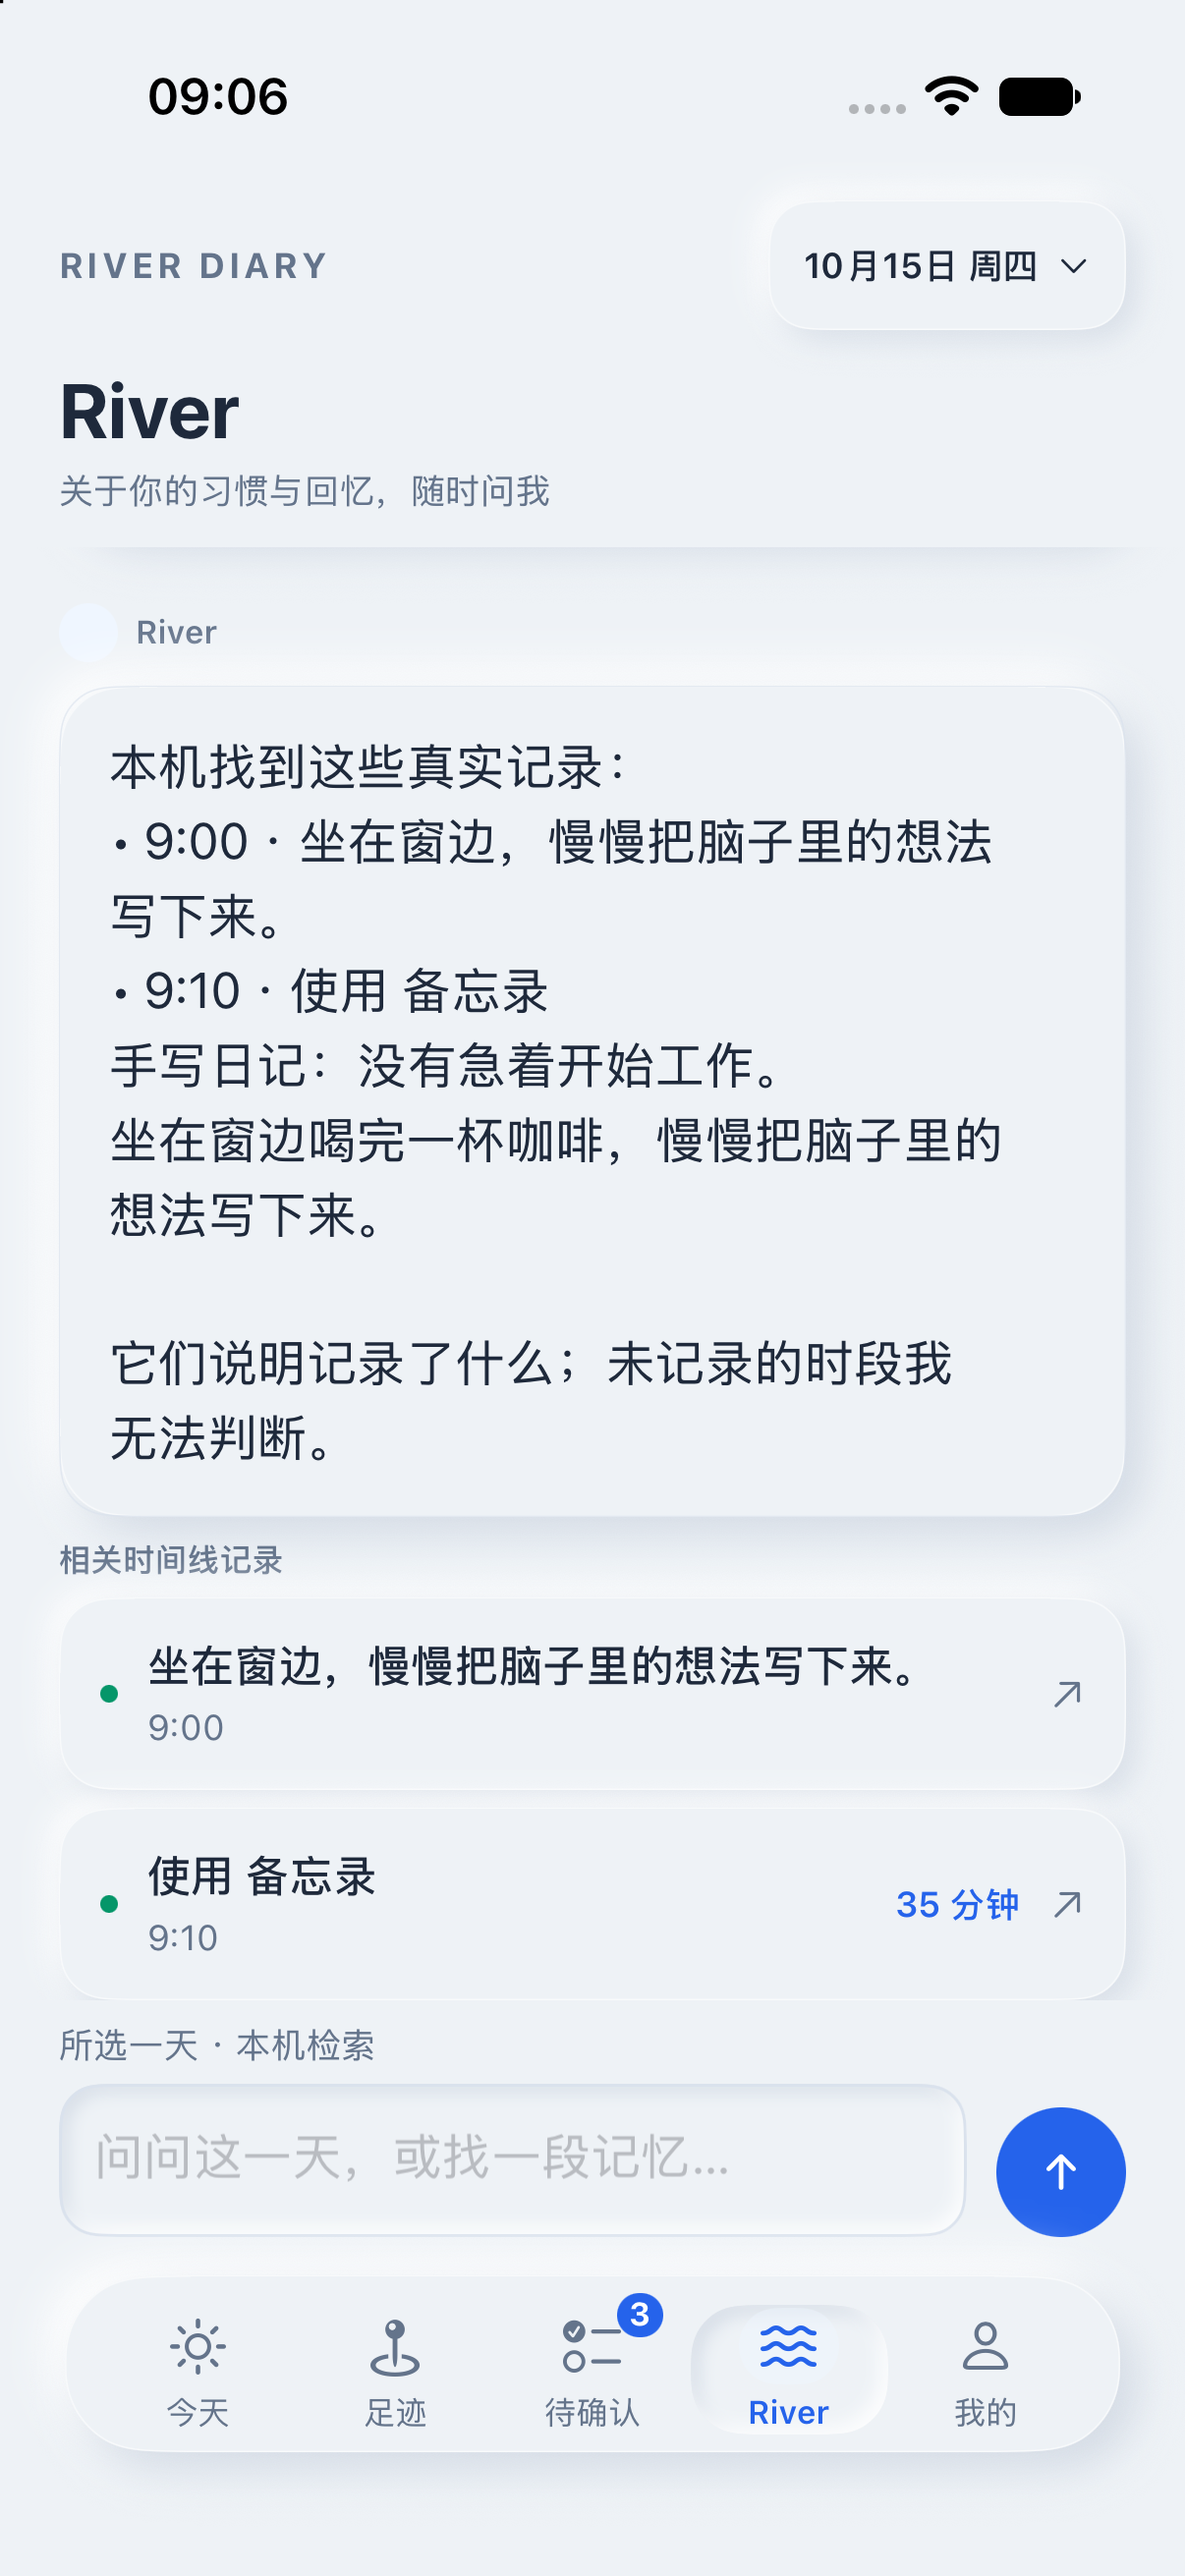 09:06
RIVER DIARY
10月15日 周四
River
关于你的习惯与回忆，随时问我
River
本机找到这些真实记录：
• 9:00 · 坐在窗边，慢慢把脑子里的想法
写下来。
• 9:10 · 使用 备忘录
手写日记：没有急着开始工作。
坐在窗边喝完一杯咖啡，慢慢把脑子里的
想法写下来。
它们说明记录了什么；未记录的时段我
无法判断。
相关时间线记录
坐在窗边，慢慢把脑子里的想法写下来。
9:00
使用 备忘录
35 分钟
9:10
所选一天 · 本机检索
问问这一天，或找一段记忆...
3
今天
足迹
待确认
River
我的